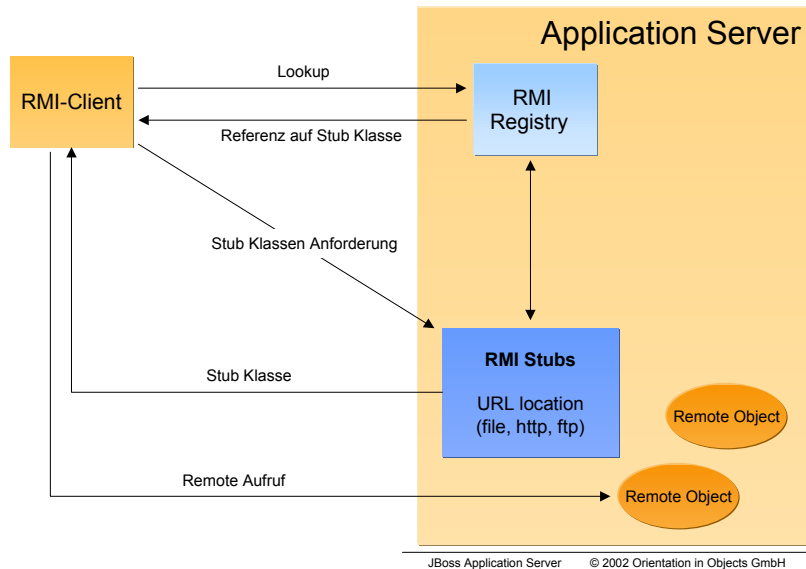 Application Server
RMI-Client
Lookup
RMI
Registry
Referenz auf Stub Klasse
Stub Klassen Anforderung
RMI Stubs
URL location
(file, http, ftp)
Stub Klasse
Remote Object
Remote Aufruf
Remote Object
JBoss Application Server © 2002 Orientation in Objects GmbH